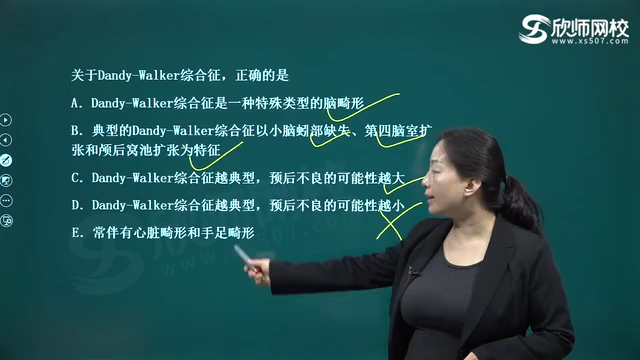 欣师网校
www.xs507.com
关于Dandy-Walker综合征，正确的是
A．Dandy-Walker综合征是一种特殊类型的脑畸形
B．典型的Dandy-Walker综合征以小脑蚓部缺失、第四脑室扩
张和颅后窝池扩张为特征
C．Dandy-Walker综合征越典型，预后不良的可能性越大
D．Dandy-Walker综合征越典型，预后不良的可能性越小
E．常伴有心脏畸形和手足畸形